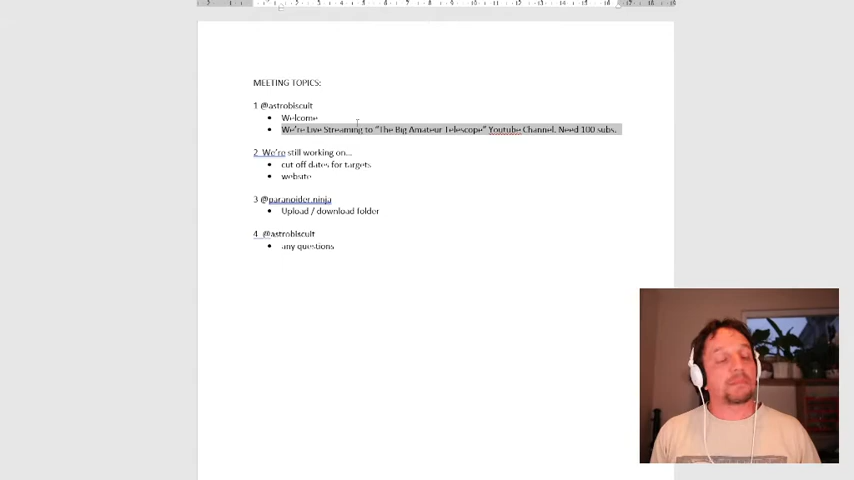 MEETING TOPICS:
1 @astrobiscuit
• Welcome
• We're Live Streaming to "The Big Amateur Telescope" Youtube Channel. Need 100 subs.
2 We're still working on...
• cut off dates for targets
• website
3 @paranoider.ninja
• Upload / download folder
4 @astrobiscuit
• any questions